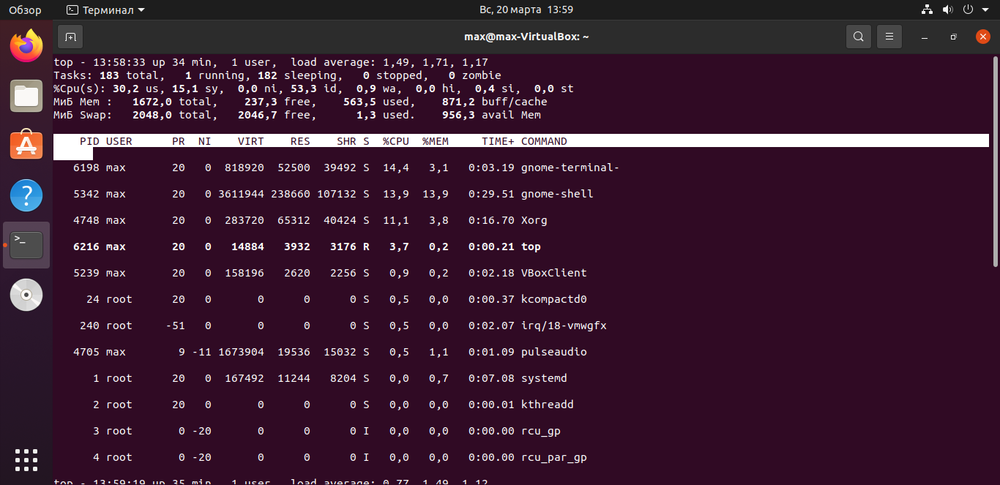 Обзор Терминал Вс, 20 марта 13:59
max@max-VirtualBox: ~
top - 13:58:33 up 34 min, 1 user, load average: 1,49, 1,71, 1,17
Tasks: 183 total, 1 running, 182 sleeping, 0 stopped, 0 zombie
%Cpu(s): 30,2 us, 15,1 sy, 0,0 ni, 53,3 id, 0,9 wa, 0,0 hi, 0,4 si, 0,0 st
МиБ Mem : 1672,0 total, 237,3 free, 563,5 used, 871,2 buff/cache
МиБ Swap: 2048,0 total, 2046,7 free, 1,3 used. 956,3 avail Mem
PID USER PR NI VIRT RES SHR S %CPU %MEM TIME+ COMMAND
6198 max 20 0 818920 52500 39492 S 14,4 3,1 0:03.19 gnome-terminal-
5342 max 20 0 3611944 238660 107132 S 13,9 13,9 0:29.51 gnome-shell
4748 max 20 0 283720 65312 40424 S 11,1 3,8 0:16.70 Xorg
6216 max 20 0 14884 3932 3176 R 3,7 0,2 0:00.21 top
5239 max 20 0 158196 2620 2256 S 0,9 0,2 0:02.18 VBoxClient
24 root 20 0 0 0 0 S 0,5 0,0 0:00.37 kcompactd0
240 root -51 0 0 0 0 S 0,5 0,0 0:02.07 irq/18-vmwgfx
4705 max 9 -11 1673904 19536 15032 S 0,5 1,1 0:01.09 pulseaudio
1 root 20 0 167492 11244 8204 S 0,0 0,7 0:07.08 systemd
2 root 20 0 0 0 0 S 0,0 0,0 0:00.01 kthreadd
3 root 0 -20 0 0 0 I 0,0 0,0 0:00.00 rcu_gp
4 root 0 -20 0 0 0 I 0,0 0,0 0:00.00 rcu_par_gp
top - 13:59:19 up 35 min, 1 user, load average: 0,77, 1,49, 1,12